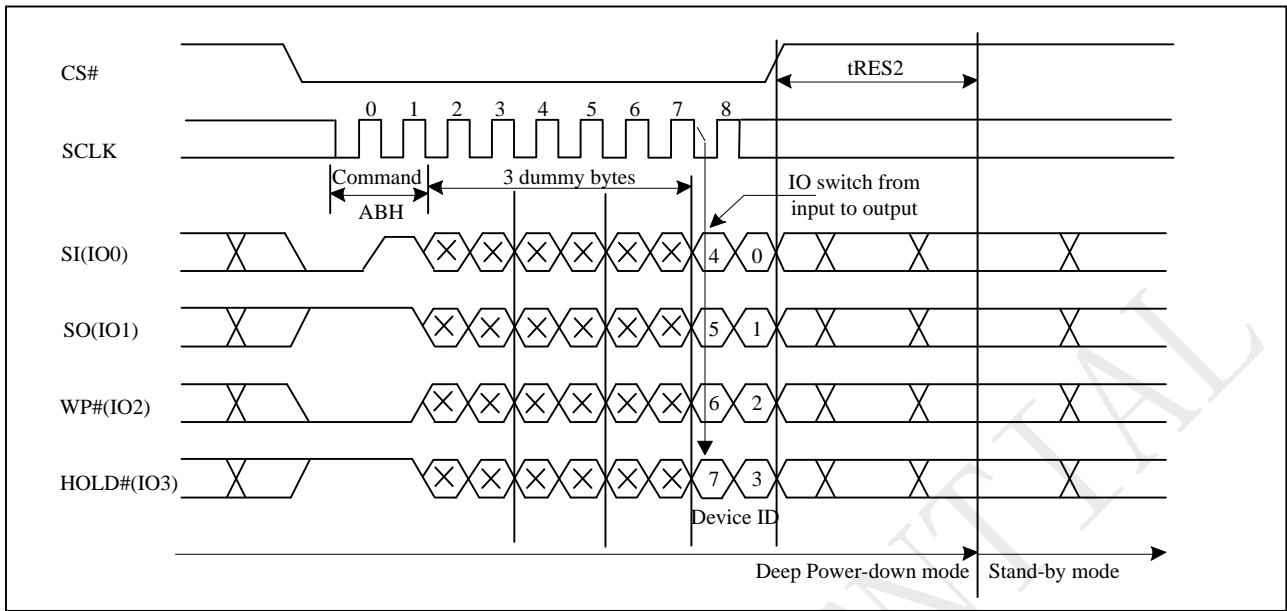 CS#
tRES2
0 1 2 3 4 5 6 7 8
SCLK
Command
ABH
3 dummy bytes
IO switch from
input to output
SI(IO0)
4 0
SO(IO1)
5 1
WP#(IO2)
6 2
HOLD#(IO3)
7 3
Device ID
Deep Power-down mode
Stand-by mode
NTIAL